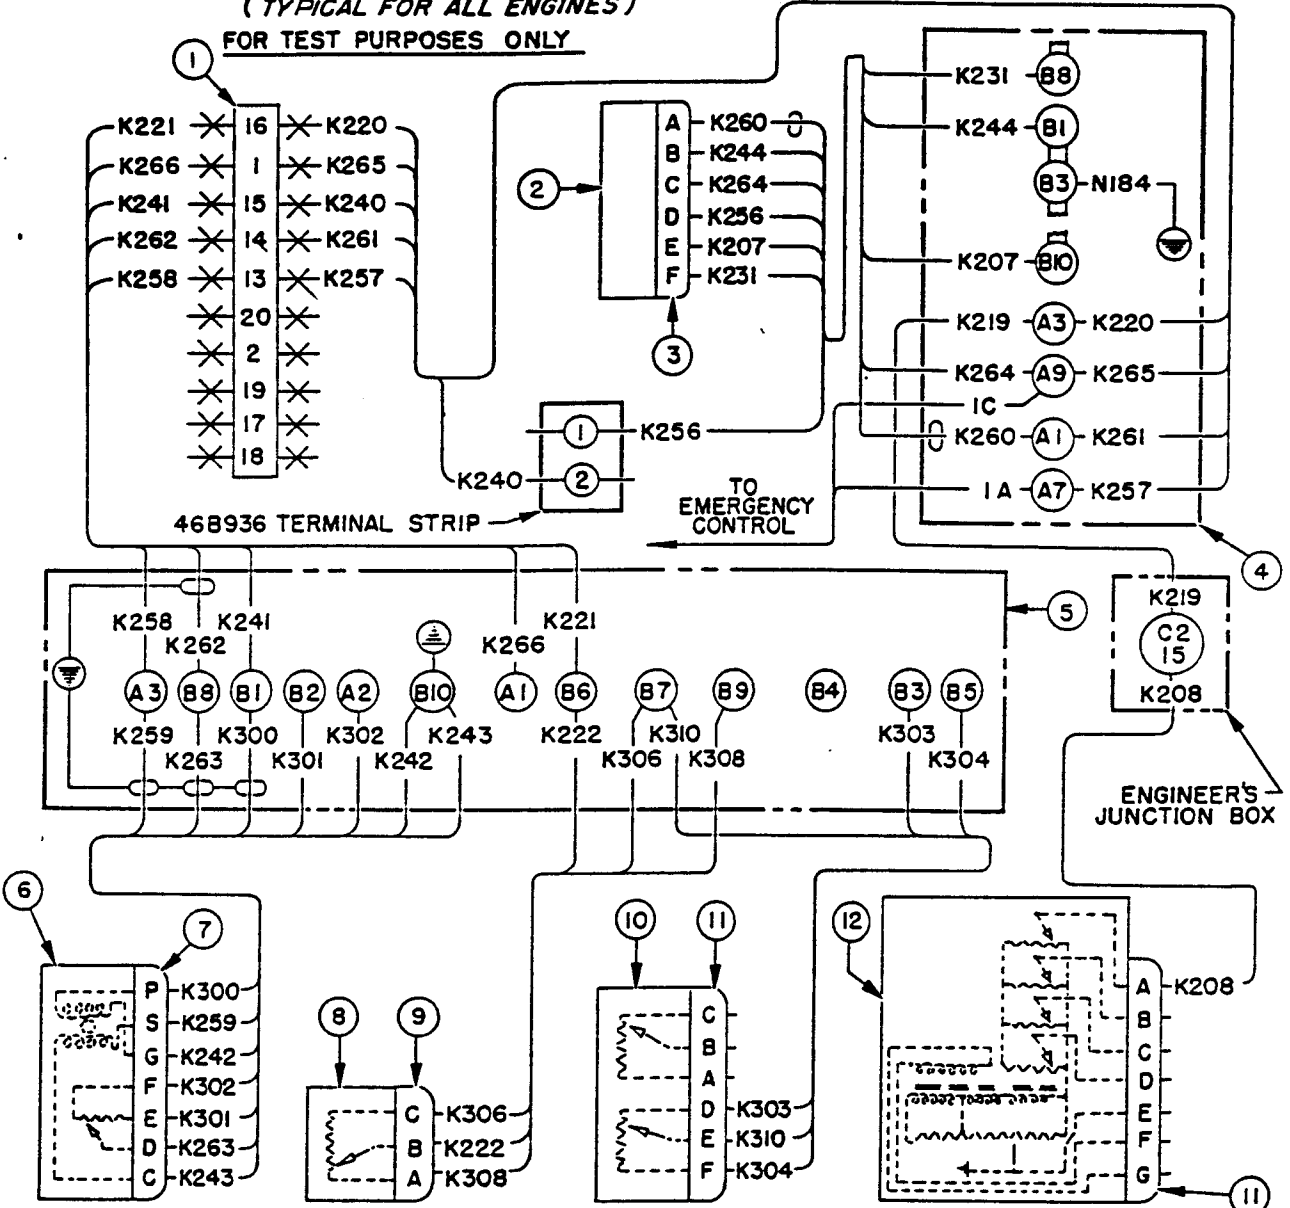 (TYPICAL FOR ALL ENGINES)
FOR TEST PURPOSES ONLY
1
K221 16 K220
K266 1 K265
K241 15 K240
K262 14 K261
K258 13 K257
20
2
19
17
18
2
A K260
B K244
C K264
D K256
E K207
F K231
3
1 K256
K240 2
468936 TERMINAL STRIP
TO
EMERGENCY
CONTROL
K231 B8
K244 B1
B3 N184
K207 B10
K219 A3 K220
K264 A9 K265
1C
K260 A1 K261
1A A7 K257
4
5
K258 K241 K221
K262 K266
A3 B8 B1 B2 A2 B10 A1 B6 B7 B9 B4 B3 B5
K259 K300 K302 K243 K222 K310 K303
K263 K301 K242 K306 K308 K304
K219
C2
15
K208
ENGINEER'S
JUNCTION BOX
6
7
P K300
S K259
G K242
F K302
E K301
D K263
C K243
8
9
C K306
B K222
A K308
10
11
C
B
A
D K303
E K310
F K304
12
A K208
B
C
D
E
F
G
11